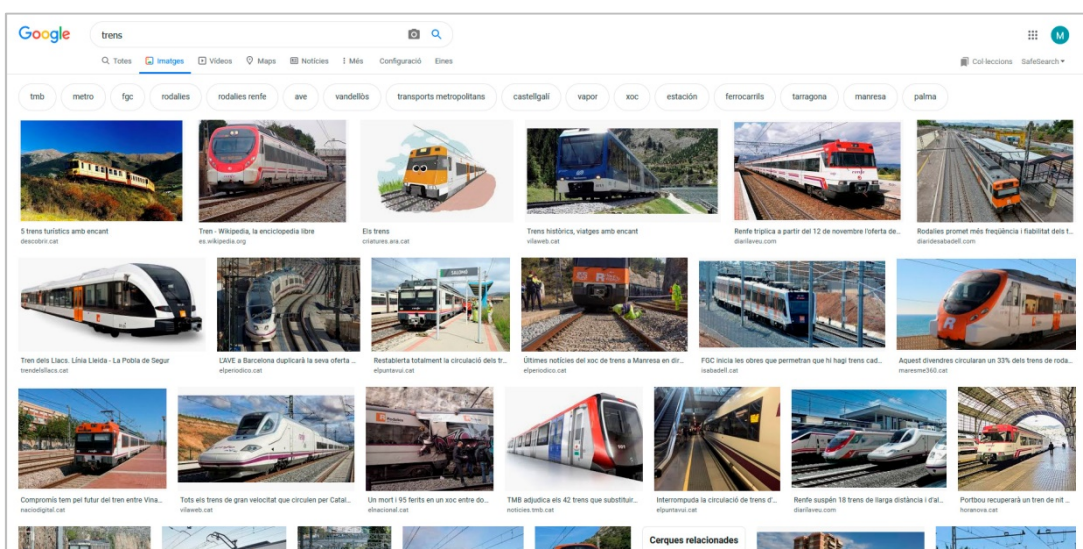 Google
trens
M
Totes Imatges Vídeos Maps Notícies Més Configuració Eines
Col·leccions SafeSearch
tmb metro fgc rodalies rodalies renfe ave vandellòs transports metropolitans castellgalí vapor xoc estación ferrocarrils tarragona manresa palma
5 trens turístics amb encant
descobrir.cat
Tren - Wikipedia, la enciclopedia libre
es.wikipedia.org
Els trens
criatures.ara.cat
Trens històrics, viatges amb encant
vilaweb.cat
Renfe triplica a partir del 12 de novembre l'oferta de...
diarilaveu.com
Rodalies promet més freqüència i fiabilitat dels t...
diaridesabadell.com
Tren dels Llacs. Línia Lleida - La Pobla de Segur
trendelsllacs.cat
L'AVE a Barcelona duplicarà la seva oferta ...
elperiodico.cat
Restablerta totalment la circulació dels tr...
elpuntavui.cat
Últimes notícies del xoc de trens a Manresa en dir...
elperiodico.cat
FGC inicia les obres que permetran que hi hagi trens cad...
isabadell.cat
Aquest divendres circularan un 33% dels trens de roda...
maresme360.cat
Compromís tem pel futur del tren entre Vina...
naciodigital.cat
Tots els trens de gran velocitat que circulen per Catal...
vilaweb.cat
Un mort i 95 ferits en un xoc entre do...
elnacional.cat
TMB adjudica els 42 trens que substituir...
noticies.tmb.cat
Interrompuda la circulació de trens d'...
elpuntavui.cat
Renfe suspén 18 trens de llarga distància i d'al...
diarilaveu.com
Portbou recuperarà un tren de nit ...
horanova.cat
Cerques relacionades